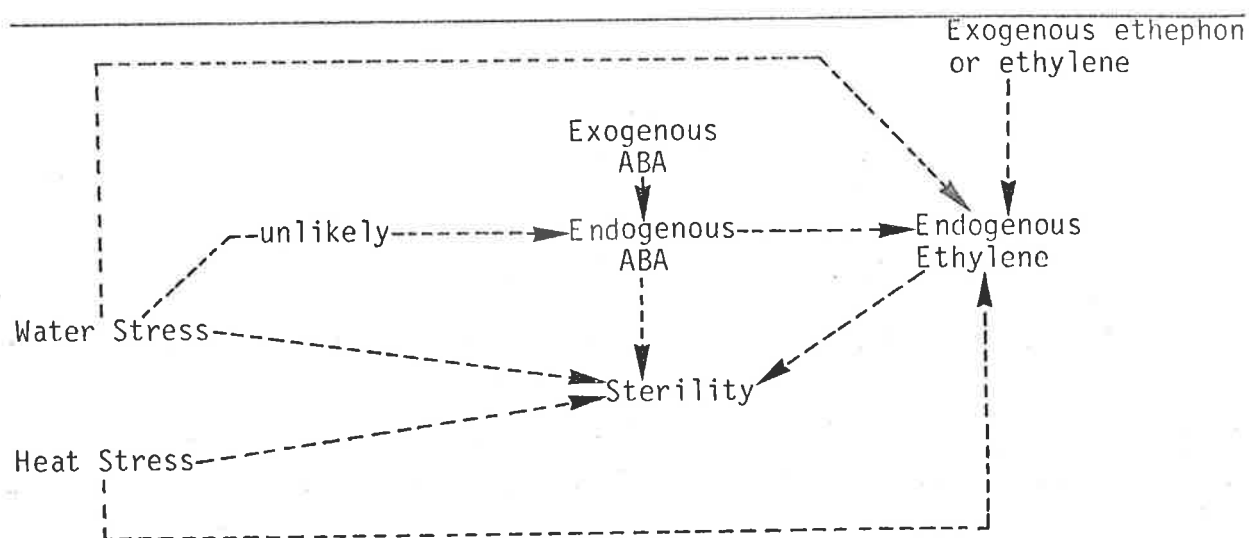 Exogenous ethephon
or ethylene
Exogenous
ABA
unlikely
Endogenous
ABA
Endogenous
Ethylene
Water Stress
Sterility
Heat Stress